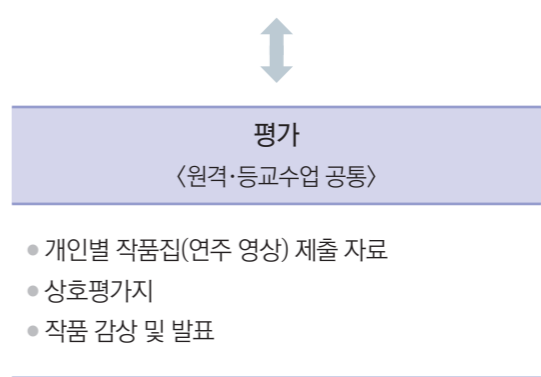 평가
〈원격·등교수업 공통〉
● 개인별 작품집(연주 영상) 제출 자료
● 상호평가지
● 작품 감상 및 발표